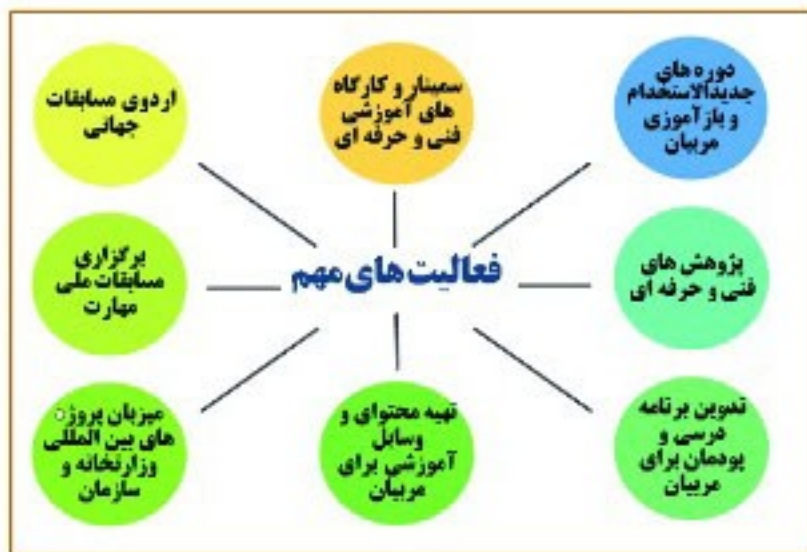 دوره های
جدیدالاستخدام
و بازآموزی
مربیان
سمینار و کارگاه
های آموزشی
فنی و حرفه ای
اردوی مسابقات
جهانی
پژوهش های
فنی و حرفه ای
فعالیت‌های مهم
برگزاری
مسابقات ملی
مهارت
تدوین برنامه
درسی و
پودمان برای
مربیان
تهیه محتوای و
وسایل
آموزشی برای
مربیان
میزبان پروژه
های بین المللی
وزارتخانه و
سازمان